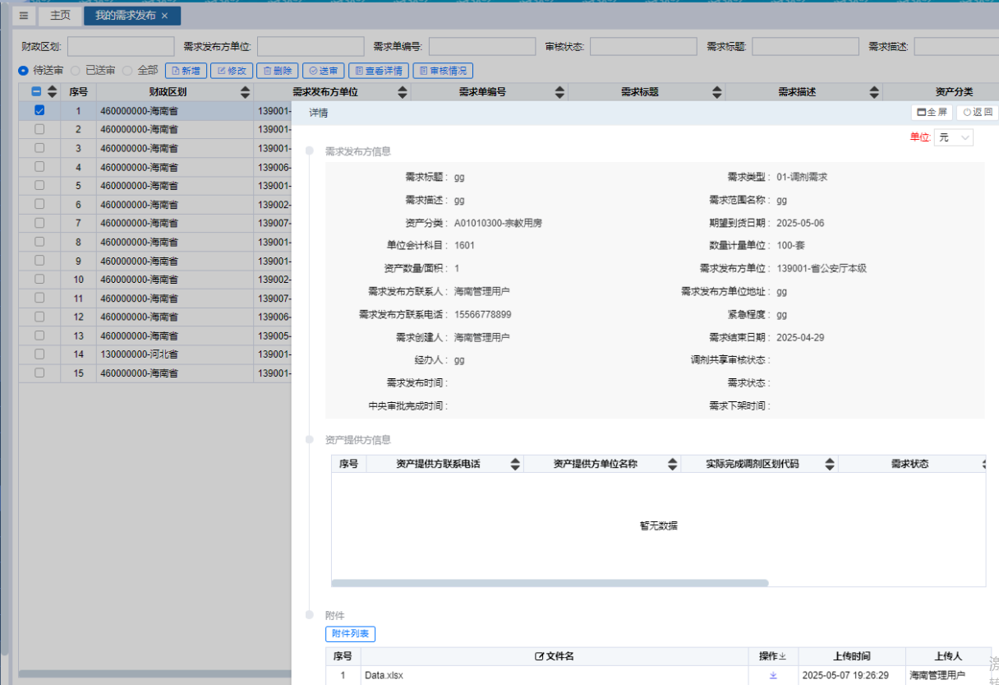 主页 我的需求发布 ×
财政区划: 需求发布方单位: 需求单编号: 审核状态: 需求标题: 需求描述:
待送审 已送审 全部 新增 修改 删除 送审 查看详情 审核情况
序号 财政区划 需求发布方单位 需求单编号 需求标题 需求描述 资产分类
1 460000000-海南省 139001-
2 460000000-海南省 139001-
3 460000000-海南省 139001-
4 460000000-海南省 139006-
5 460000000-海南省 139001-
6 460000000-海南省 139002-
7 460000000-海南省 139007-
8 460000000-海南省 139001-
9 460000000-海南省 139001-
10 460000000-海南省 139002-
11 460000000-海南省 139007-
12 460000000-海南省 139006-
13 460000000-海南省 139005-
14 130000000-河北省 139001-
15 460000000-海南省 139001-
详情 全屏 返回
单位: 元
需求发布方信息
需求标题: gg 需求类型: 01-调剂需求
需求描述: gg 需求范围名称: gg
资产分类: A01010300-宗教用房 期望到货日期: 2025-05-06
单位会计科目: 1601 数量计量单位: 100-套
资产数量/面积: 1 需求发布方单位: 139001-省公安厅本级
需求发布方联系人: 海南管理用户 需求发布方单位地址: gg
需求发布方联系电话: 15566778899 紧急程度: gg
需求创建人: 海南管理用户 需求结束日期: 2025-04-29
经办人: gg 调剂共享审核状态:
需求发布时间: 需求状态:
中央审批完成时间: 需求下架时间:
资产提供方信息
序号 资产提供方联系电话 资产提供方单位名称 实际完成调剂区划代码 需求状态
暂无数据
附件
附件列表
序号 文件名 操作 上传时间 上传人
1 Data.xlsx 2025-05-07 19:26:29 海南管理用户